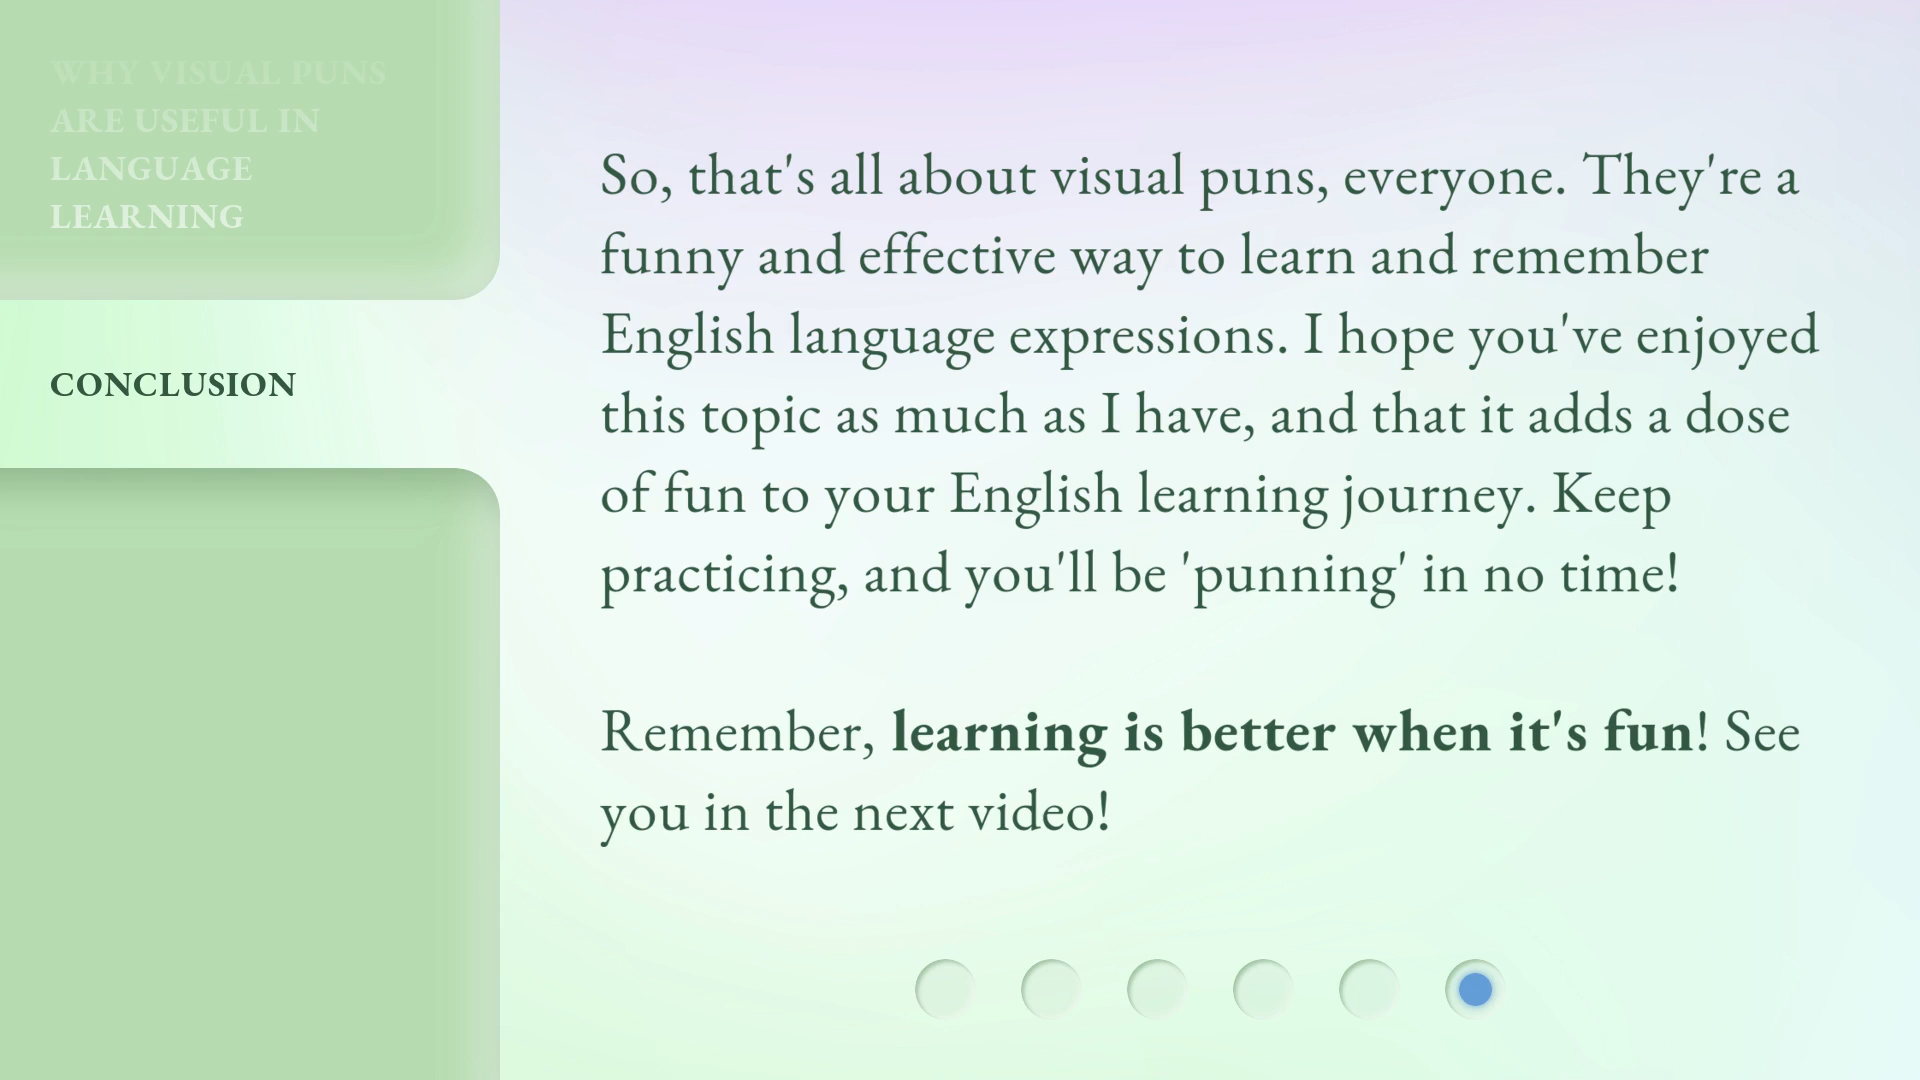 WHY VISUAL PUNS
ARE USEFUL IN
LANGUAGE
LEARNING
CONCLUSION
So, that's all about visual puns, everyone. They're a
funny and effective way to learn and remember
English language expressions. I hope you've enjoyed
this topic as much as I have, and that it adds a dose
of fun to your English learning journey. Keep
practicing, and you'll be 'punning' in no time!
Remember, learning is better when it's fun! See
you in the next video!